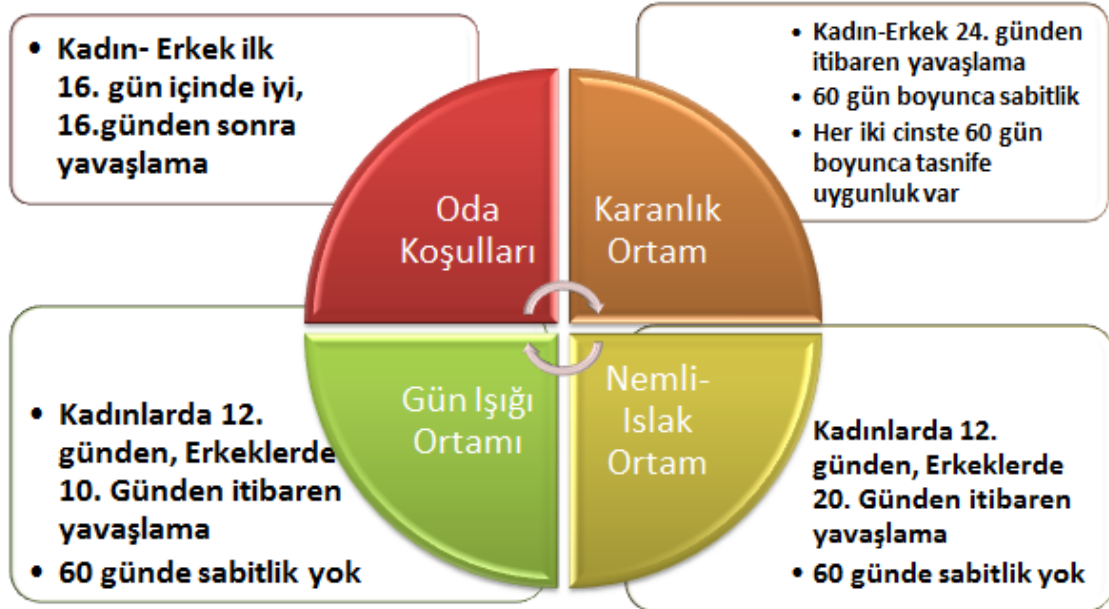 • Kadın- Erkek ilk
16. gün içinde iyi,
16.günden sonra
yavaşlama
• Kadın-Erkek 24. günden
itibaren yavaşlama
• 60 gün boyunca sabitlik
• Her iki cinste 60 gün
boyunca tasnife
uygunluk var
Oda
Koşulları
Karanlık
Ortam
Gün Işığı
Ortamı
Nemli-
Islak
Ortam
• Kadınlarda 12.
günden, Erkeklerde
10. Günden itibaren
yavaşlama
• 60 günde sabitlik yok
Kadınlarda 12.
günden, Erkeklerde
20. Günden itibaren
yavaşlama
• 60 günde sabitlik yok